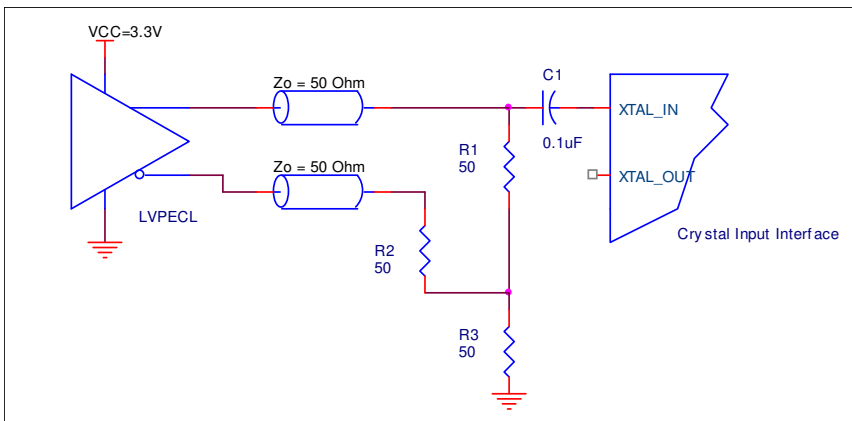 VCC=3.3V
Zo = 50 Ohm
C1
XTAL_IN
0.1uF
R1
50
Zo = 50 Ohm
XTAL_OUT
LVPECL
Crystal Input Interface
R2
50
R3
50